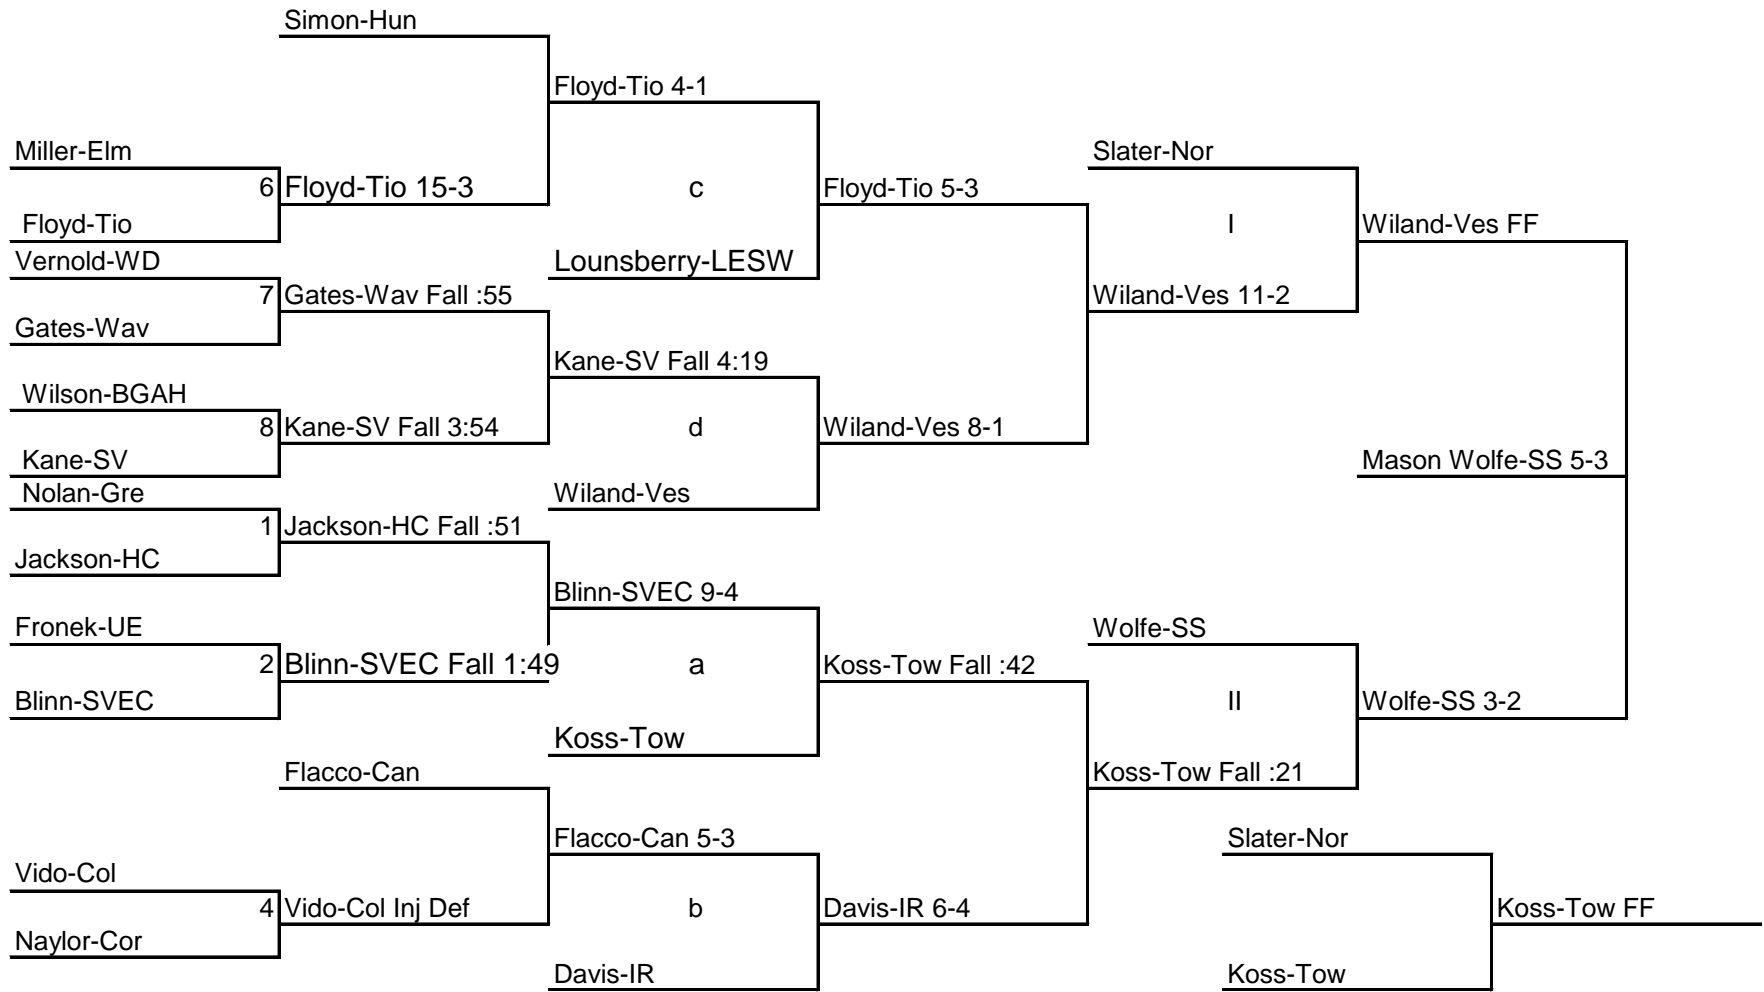 Simon-Hun
Floyd-Tio 4-1
Miller-Elm
Slater-Nor
6 Floyd-Tio 15-3
c
Floyd-Tio 5-3
Floyd-Tio
I
Wiland-Ves FF
Vernold-WD
Lounsberry-LESW
7 Gates-Wav Fall :55
Wiland-Ves 11-2
Gates-Wav
Kane-SV Fall 4:19
Wilson-BGAH
8 Kane-SV Fall 3:54
d
Wiland-Ves 8-1
Kane-SV
Mason Wolfe-SS 5-3
Nolan-Gre
Wiland-Ves
1 Jackson-HC Fall :51
Jackson-HC
Blinn-SVEC 9-4
Fronek-UE
Wolfe-SS
2 Blinn-SVEC Fall 1:49
a
Koss-Tow Fall :42
Blinn-SVEC
II
Wolfe-SS 3-2
Koss-Tow
Flacco-Can
Koss-Tow Fall :21
Flacco-Can 5-3
Slater-Nor
Vido-Col
4 Vido-Col Inj Def
b
Davis-IR 6-4
Koss-Tow FF
Naylor-Cor
Davis-IR
Koss-Tow